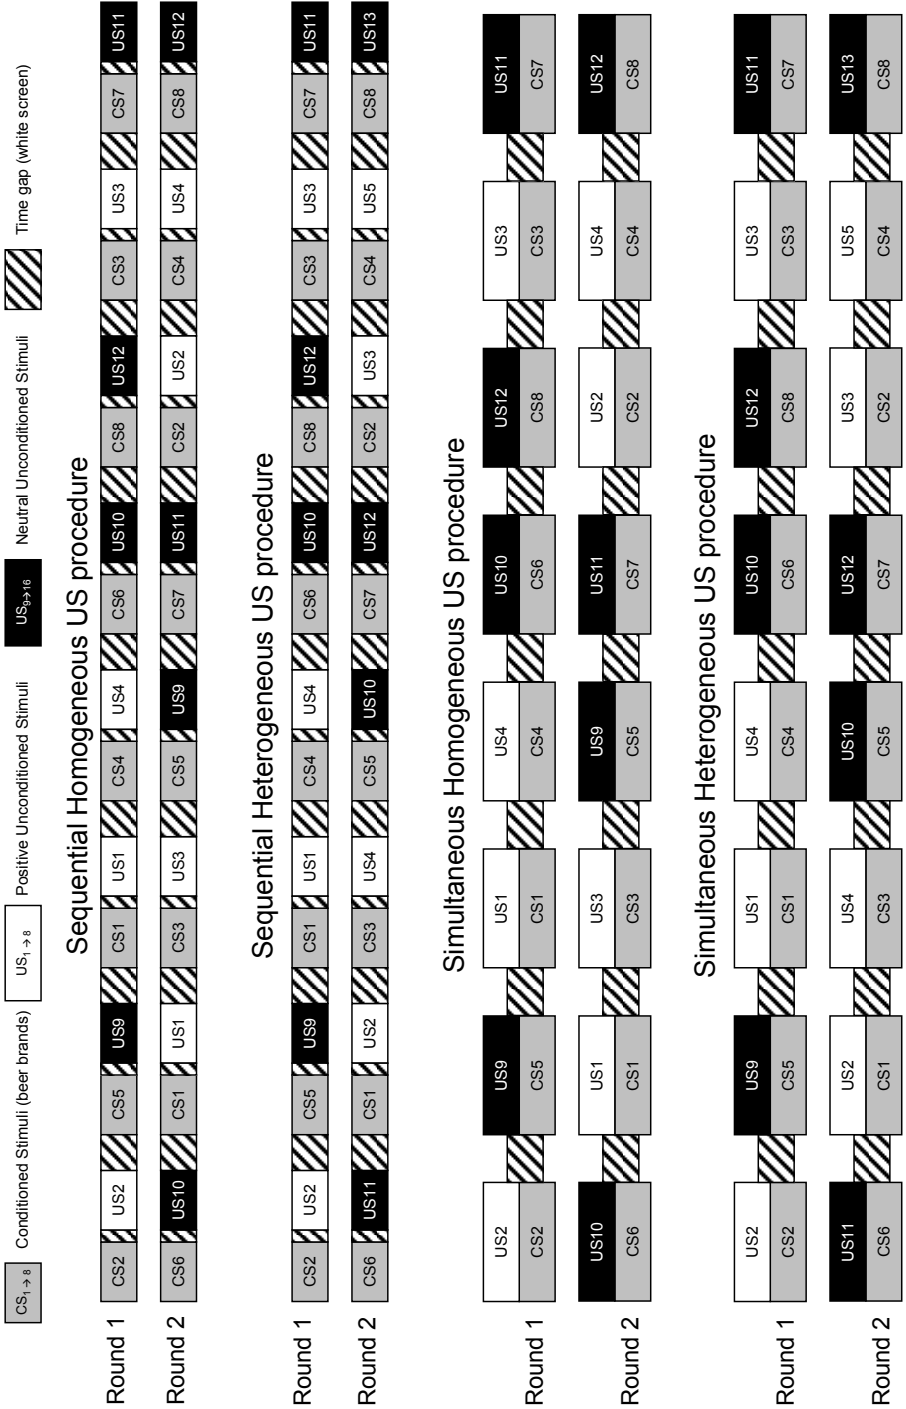 CS1→8 Conditioned Stimuli (beer brands) US1→8 Positive Unconditioned Stimuli US9→16 Neutral Unconditioned Stimuli Time gap (white screen)
Sequential Homogeneous US procedure
Round 1 CS2 US2 CS5 US9 CS1 US1 CS4 US4 CS6 US10 CS8 US12 CS3 US3 CS7 US11
Round 2 CS6 US10 CS1 US1 CS3 US3 CS5 US9 CS7 US11 CS2 US2 CS4 US4 CS8 US12
Sequential Heterogeneous US procedure
Round 1 CS2 US2 CS5 US9 CS1 US1 CS4 US4 CS6 US10 CS8 US12 CS3 US3 CS7 US11
Round 2 CS6 US11 CS1 US2 CS3 US4 CS5 US10 CS7 US12 CS2 US3 CS4 US5 CS8 US13
Simultaneous Homogeneous US procedure
US2 US9 US1 US4 US10 US12 US3 US11
Round 1 CS2 CS5 CS1 CS4 CS6 CS8 CS3 CS7
US10 US1 US3 US9 US11 US2 US4 US12
Round 2 CS6 CS1 CS3 CS5 CS7 CS2 CS4 CS8
Simultaneous Heterogeneous US procedure
US2 US9 US1 US4 US10 US12 US3 US11
Round 1 CS2 CS5 CS1 CS4 CS6 CS8 CS3 CS7
US11 US2 US4 US10 US12 US3 US5 US13
Round 2 CS6 CS1 CS3 CS5 CS7 CS2 CS4 CS8